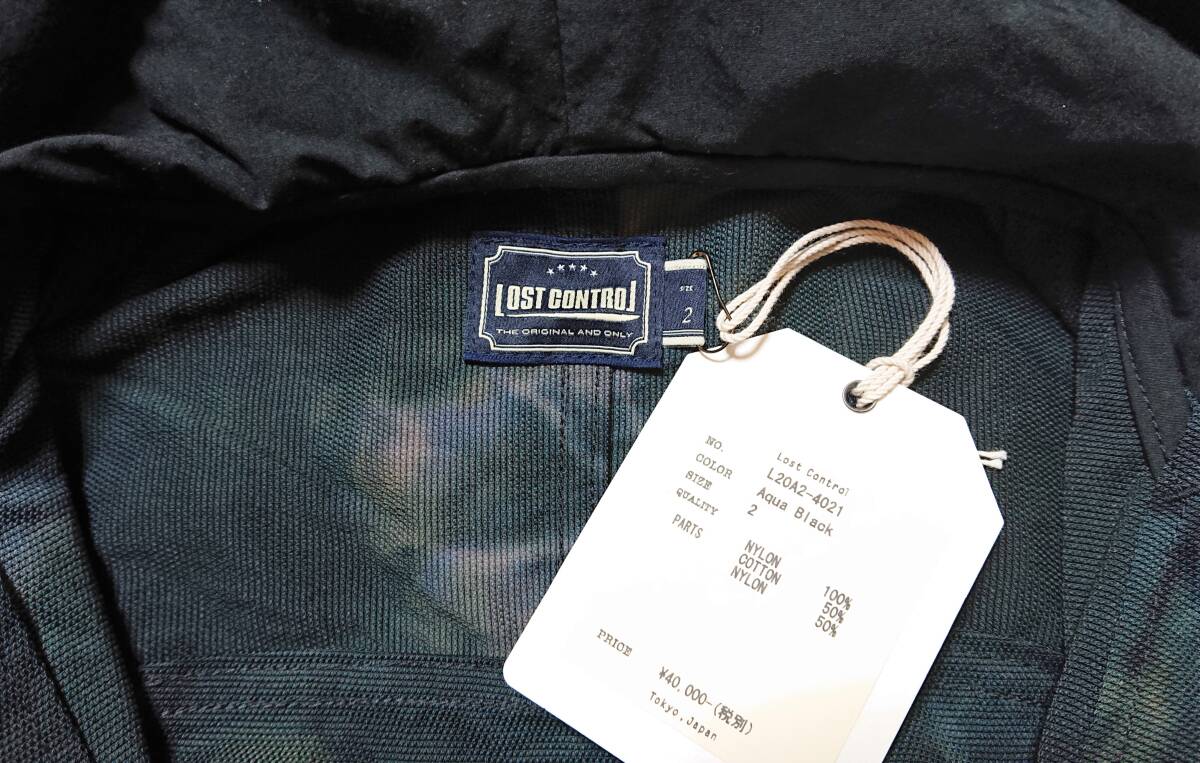 LOST CONTROL
THE ORIGINAL AND ONLY
SIZE
2
Lost Control
NO. L20A2-4021
COLOR Aqua Black
SIZE 2
QUALITY NYLON 100%
PARTS COTTON 50%
NYLON 50%
PRICE ¥40,000-(税別)
Tokyo, Japan